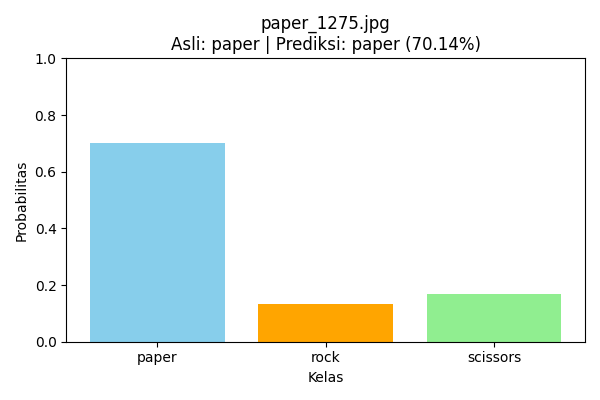 paper_1275.jpg
Asli: paper | Prediksi: paper (70.14%)
1.0
0.8
0.6
0.4
0.2
0.0
Probabilitas
paper
rock
scissors
Kelas